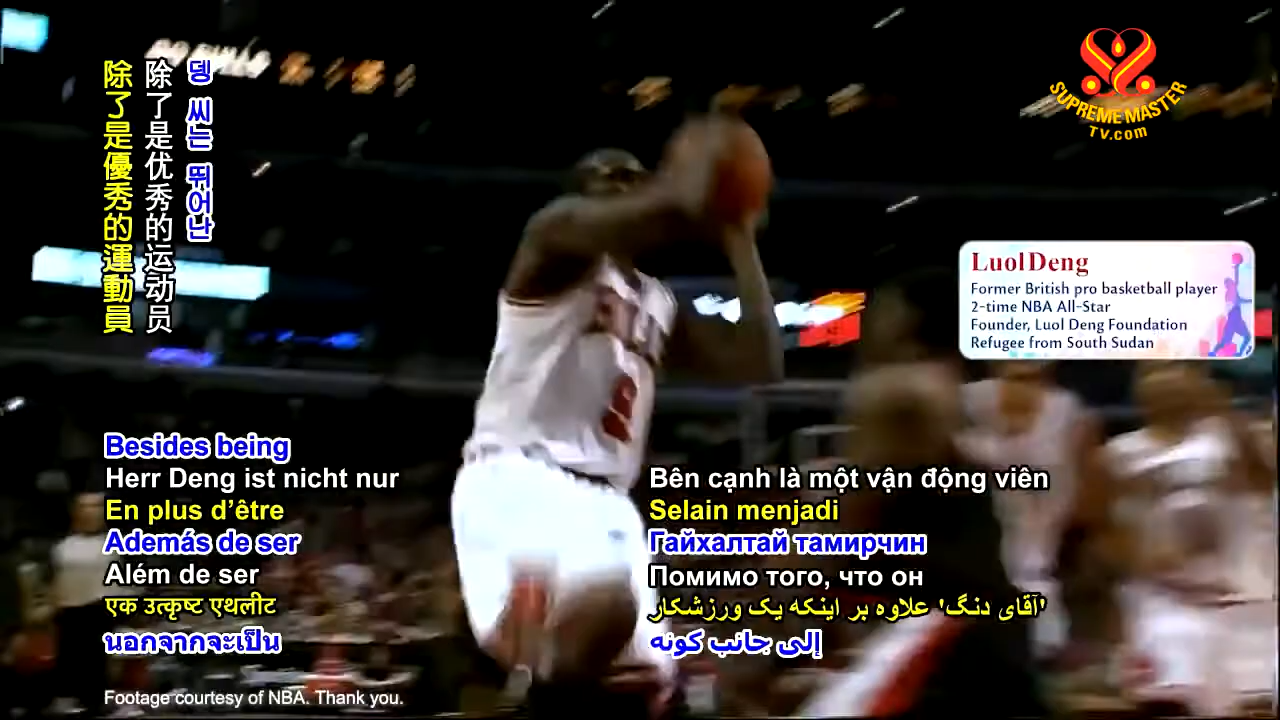 除了是優秀的運動員
除了是优秀的运动员
뎅 씨는 뛰어난
SUPREME MASTER
TV.com
LuolDeng
Former British pro basketball player
2-time NBA All-Star
Founder, Luol Deng Foundation
Refugee from South Sudan
Besides being
Herr Deng ist nicht nur
En plus d’être
Además de ser
Além de ser
एक उत्कृष्ट एथलीट
นอกจากจะเป็น
Bên cạnh là một vận động viên
Selain menjadi
Гайхалтай тамирчин
Помимо того, что он
'آقای دنگ' علاوه بر اینکه یک ورزشکار
إلى جانب كونه
Footage courtesy of NBA. Thank you.